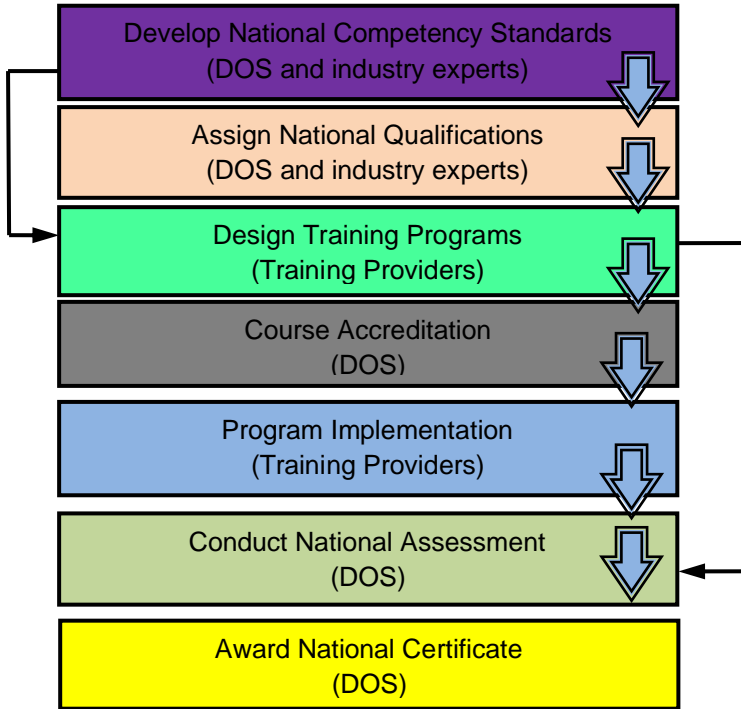 Develop National Competency Standards
(DOS and industry experts)
Assign National Qualifications
(DOS and industry experts)
Design Training Programs
(Training Providers)
Course Accreditation
(DOS)
Program Implementation
(Training Providers)
Conduct National Assessment
(DOS)
Award National Certificate
(DOS)